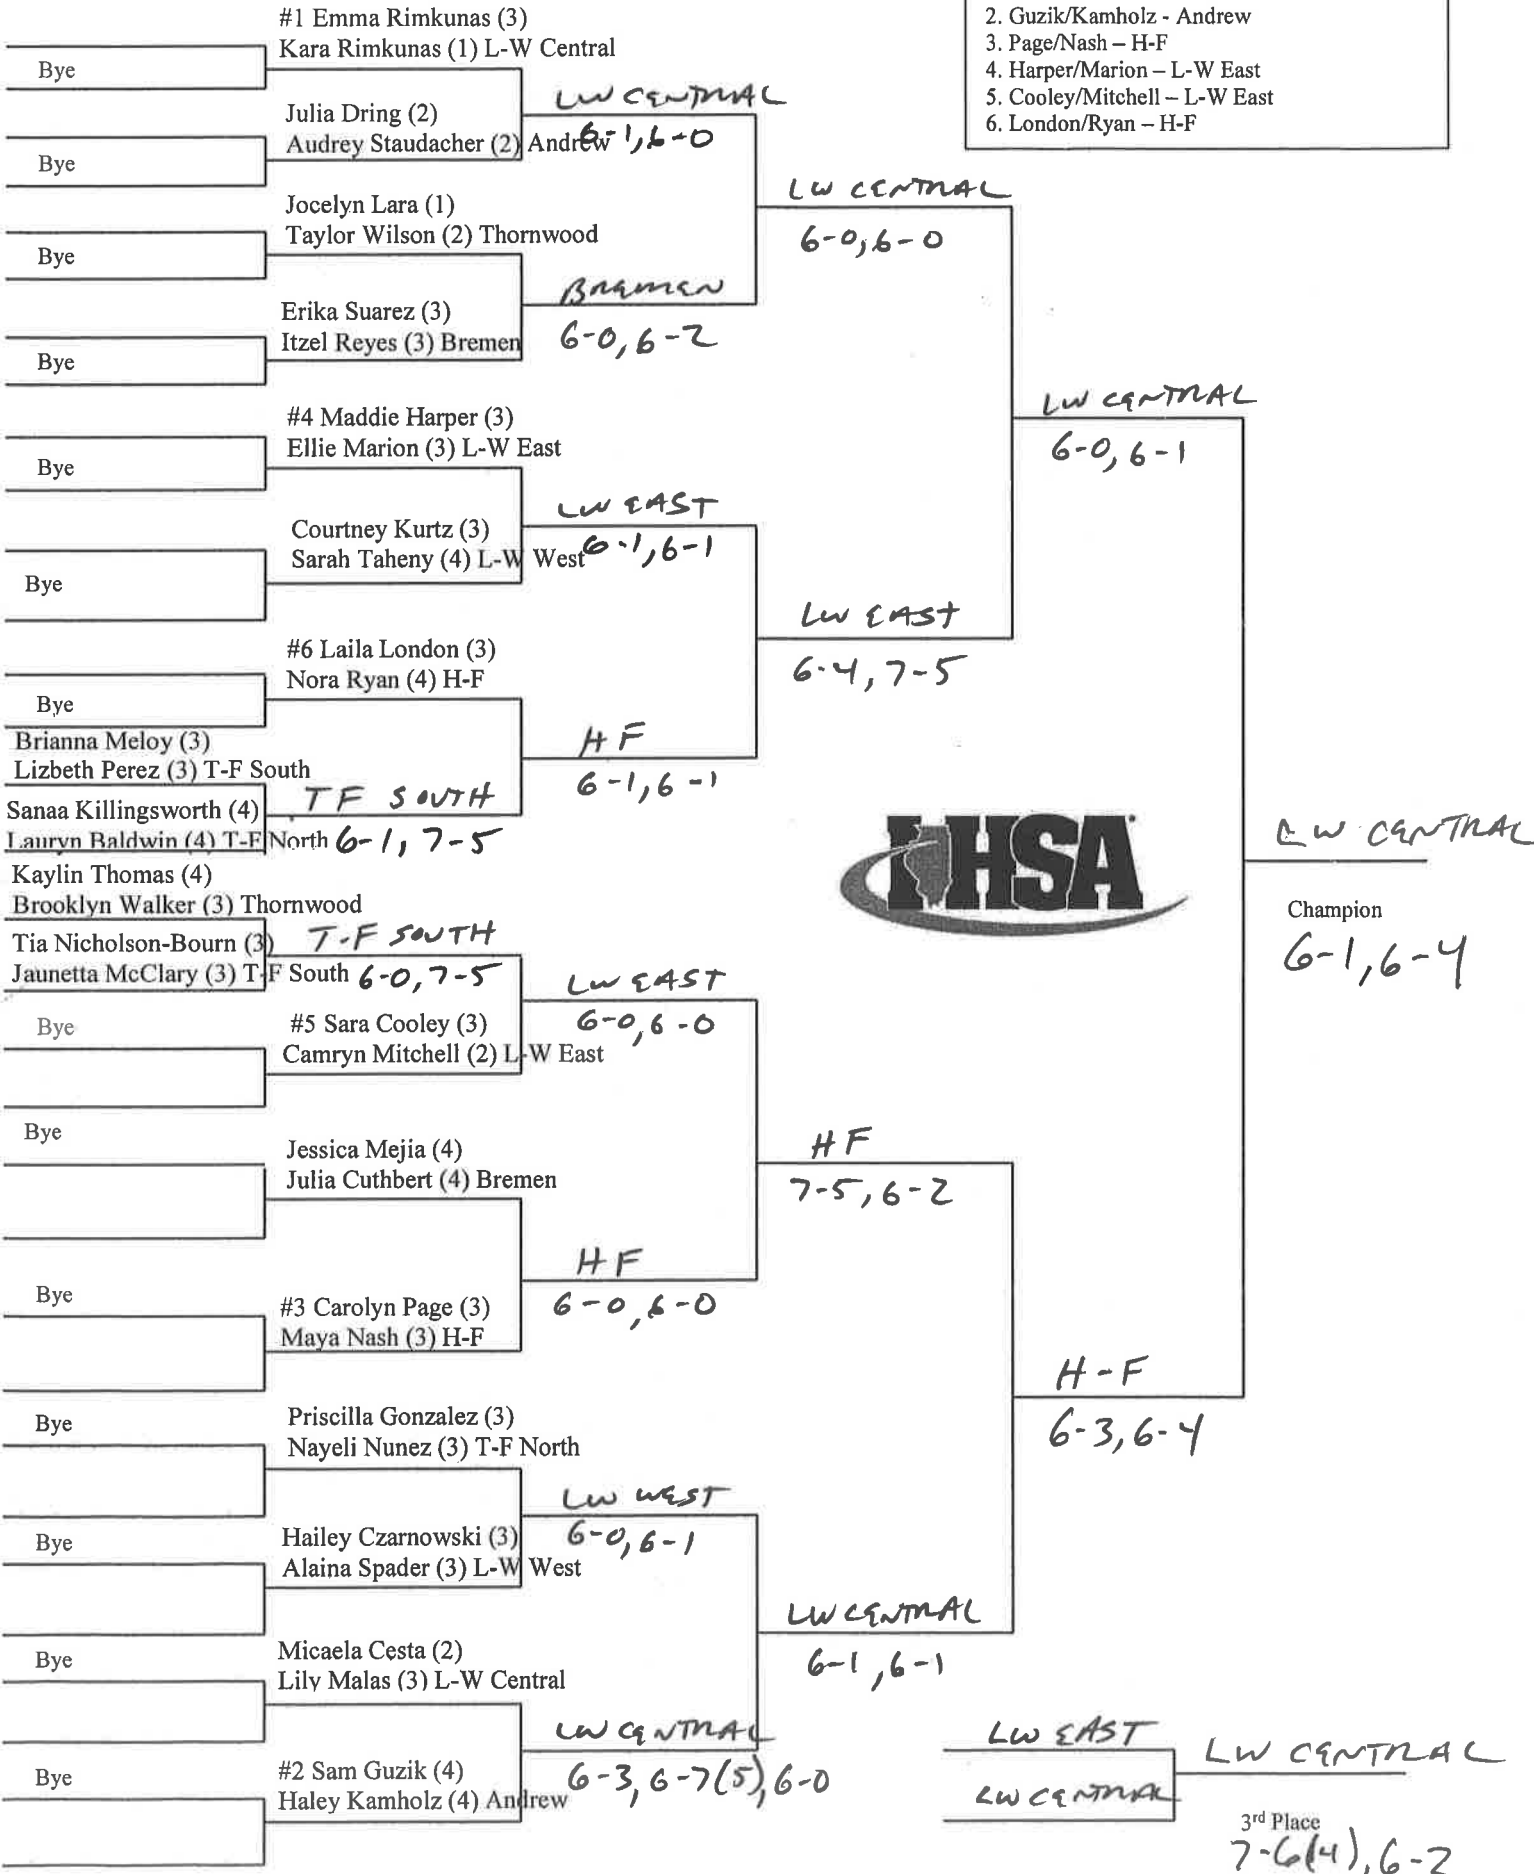 #1 Emma Rimkunas (3)
Kara Rimkunas (1) L-W Central
Bye
LW CENTRAL
Julia Dring (2)
Audrey Staudacher (2) Andrew
6-1, 6-0
Bye
Jocelyn Lara (1)
Taylor Wilson (2) Thornwood
Bye
BREMEN
6-0, 6-2
Erika Suarez (3)
Itzel Reyes (3) Bremen
Bye
LW CENTRAL
6-0, 6-0
#4 Maddie Harper (3)
Ellie Marion (3) L-W East
Bye
LW EAST
6-1, 6-1
Courtney Kurtz (3)
Sarah Taheny (4) L-W West
Bye
#6 Laila London (3)
Nora Ryan (4) H-F
Bye
HF
6-1, 6-1
Brianna Meloy (3)
Lizbeth Perez (3) T-F South
TF SOUTH
Sanaa Killingsworth (4)
Lauryn Baldwin (4) T-F North
6-1, 7-5
LW EAST
6-4, 7-5
LW CENTRAL
6-0, 6-1
Kaylin Thomas (4)
Brooklyn Walker (3) Thornwood
T-F SOUTH
Tia Nicholson-Bourn (3)
Jaunetta McClary (3) T-F South
6-0, 7-5
LW EAST
6-0, 6-0
Bye
#5 Sara Cooley (3)
Camryn Mitchell (2) L-W East
Bye
Jessica Mejia (4)
Julia Cuthbert (4) Bremen
HF
6-0, 6-0
Bye
#3 Carolyn Page (3)
Maya Nash (3) H-F
HF
7-5, 6-2
Bye
Priscilla Gonzalez (3)
Nayeli Nunez (3) T-F North
LW WEST
6-0, 6-1
Bye
Hailey Czarnowski (3)
Alaina Spader (3) L-W West
Bye
Micaela Cesta (2)
Lily Malas (3) L-W Central
LW CENTRAL
6-3, 6-7(5), 6-0
Bye
#2 Sam Guzik (4)
Haley Kamholz (4) Andrew
LW CENTRAL
6-1, 6-1
H-F
6-3, 6-4
2. Guzik/Kamholz - Andrew
3. Page/Nash – H-F
4. Harper/Marion – L-W East
5. Cooley/Mitchell – L-W East
6. London/Ryan – H-F
IHSA
LW CENTRAL
Champion
6-1, 6-4
LW EAST
LW CENTRAL
LW CENTRAL
3rd Place
7-6(4), 6-2